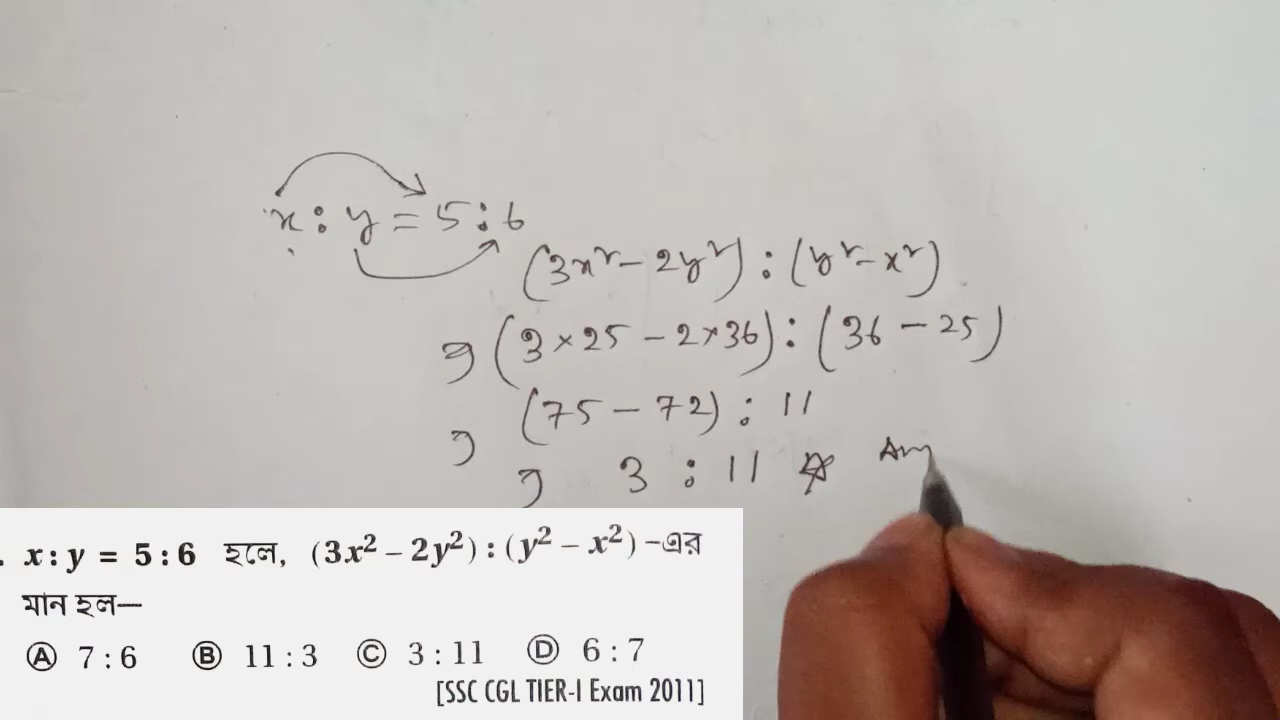 x : y = 5 : 6
(3x² - 2y²) : (y² - x²)
(3 × 25 - 2 × 36) : (36 - 25)
(75 - 72) : 11
3 : 11 Ans
. x : y = 5 : 6 হলে, (3x² – 2y²) : (y² – x²) –এর
মান হল—
Ⓐ 7 : 6 Ⓑ 11 : 3 Ⓒ 3 : 11 Ⓓ 6 : 7
[SSC CGL TIER-I Exam 2011]